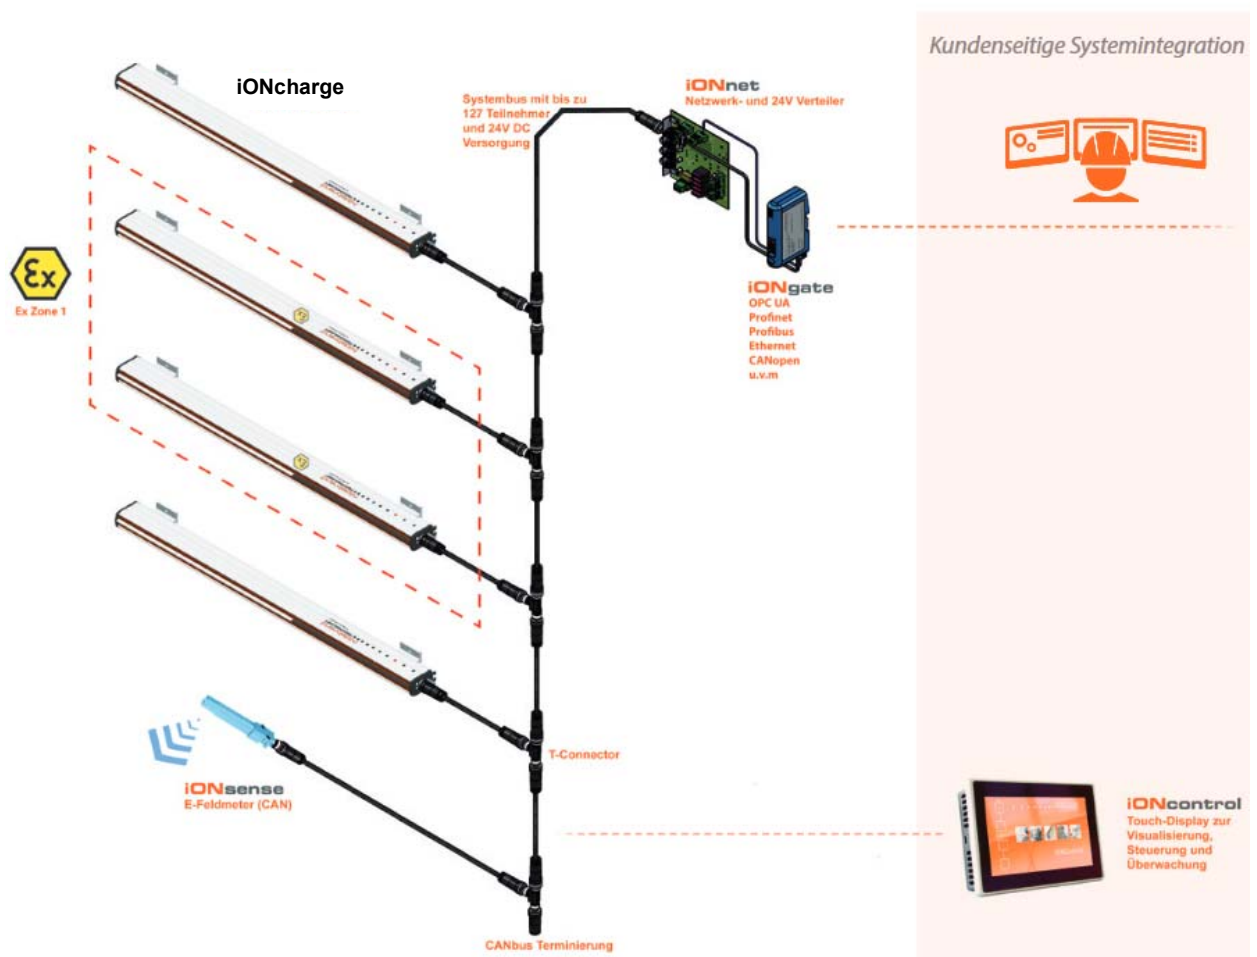 Kundenseitige Systemintegration
iONcharge
iONnet
Netzwerk- und 24V Verteiler
Systembus mit bis zu
127 Teilnehmer
und 24V DC
Versorgung
Ex
Ex Zone 1
iONgate
OPC UA
Profinet
Profibus
Ethernet
CANopen
u.v.m
T-Connector
iONsense
E-Feldmeter (CAN)
iONcontrol
Touch-Display zur
Visualisierung,
Steuerung und
Überwachung
CANbus Terminierung